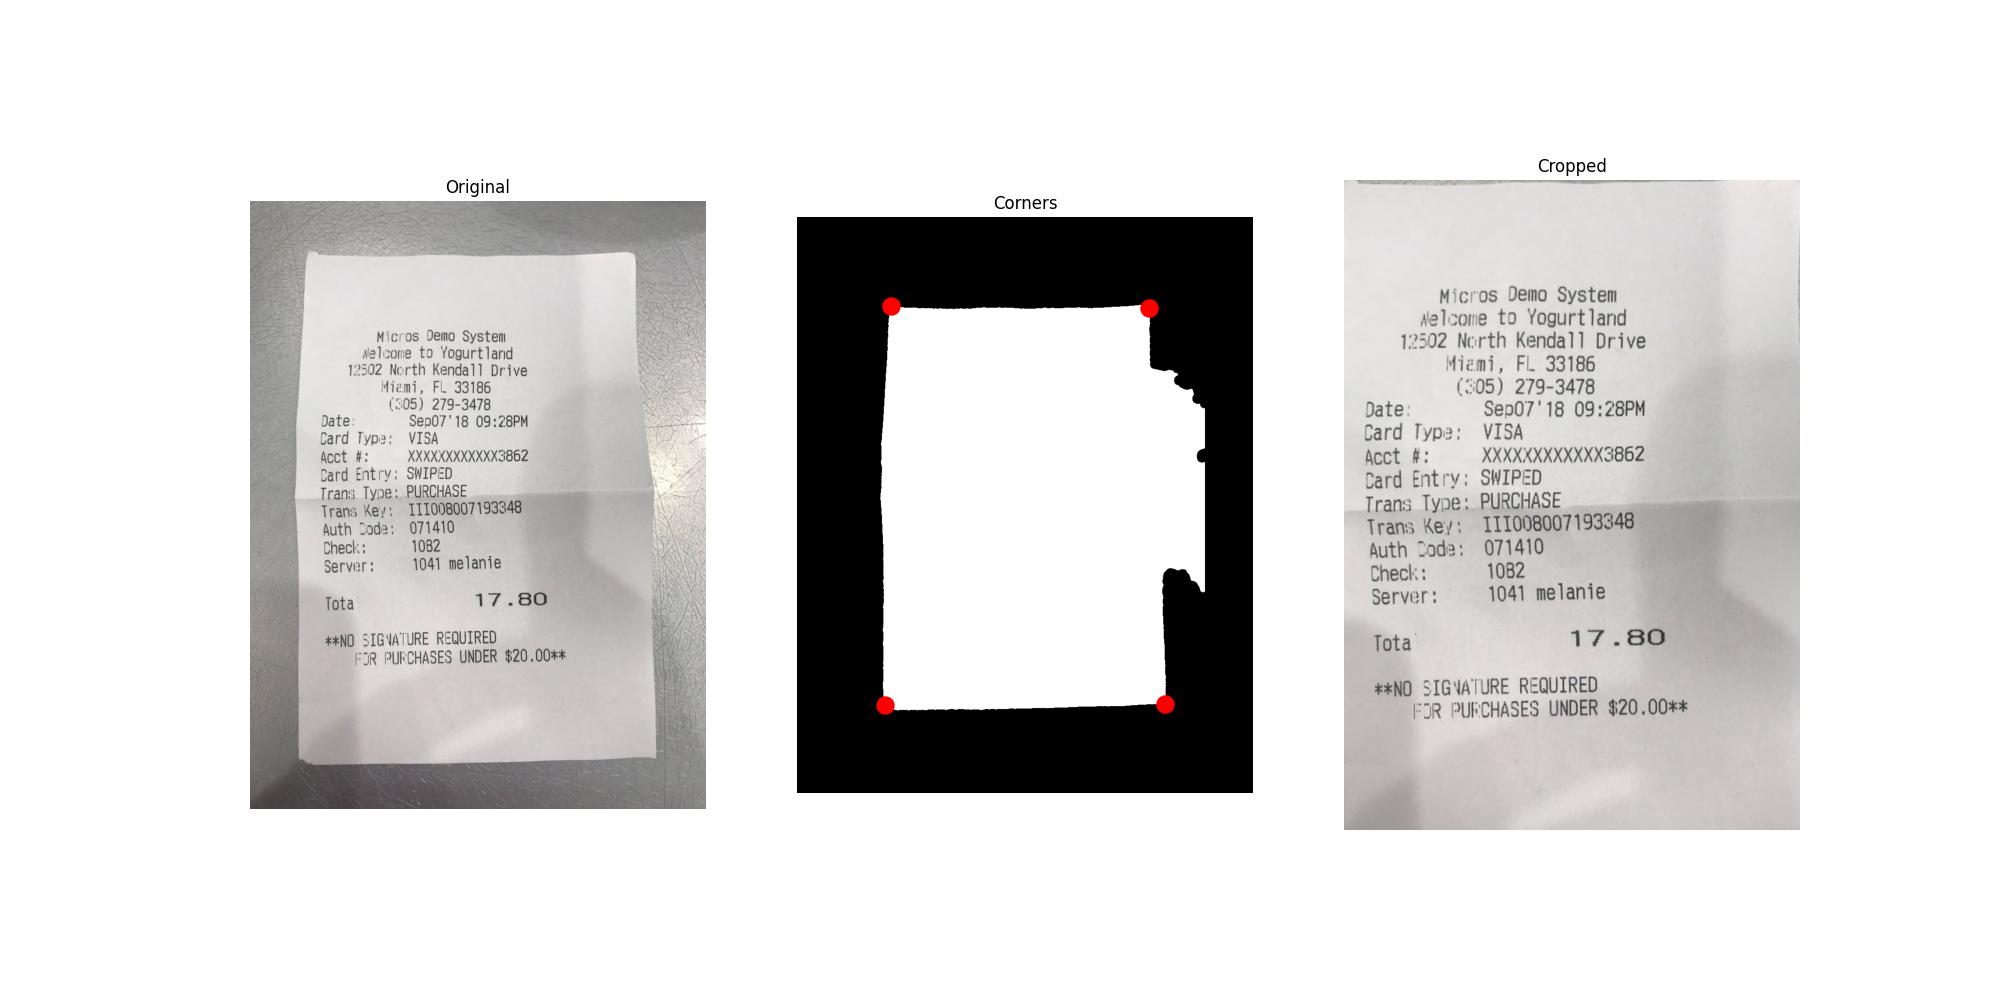 Original
Micros Demo System
Welcome to Yogurtland
12502 North Kendall Drive
Miami, FL 33186
(305) 279-3478
Date: Sep07'18 09:28PM
Card Type: VISA
Acct #: XXXXXXXXXXXX3862
Card Entry: SWIPED
Trans Type: PURCHASE
Trans Key: III008007193348
Auth Code: 071410
Check: 1082
Server: 1041 melanie
Tota 17.80
**NO SIGNATURE REQUIRED
FOR PURCHASES UNDER $20.00**
Corners
Cropped
Micros Demo System
Welcome to Yogurtland
12502 North Kendall Drive
Miami, FL 33186
(305) 279-3478
Date: Sep07'18 09:28PM
Card Type: VISA
Acct #: XXXXXXXXXXXX3862
Card Entry: SWIPED
Trans Type: PURCHASE
Trans Key: III008007193348
Auth Code: 071410
Check: 1082
Server: 1041 melanie
Tota 17.80
**NO SIGNATURE REQUIRED
FOR PURCHASES UNDER $20.00**